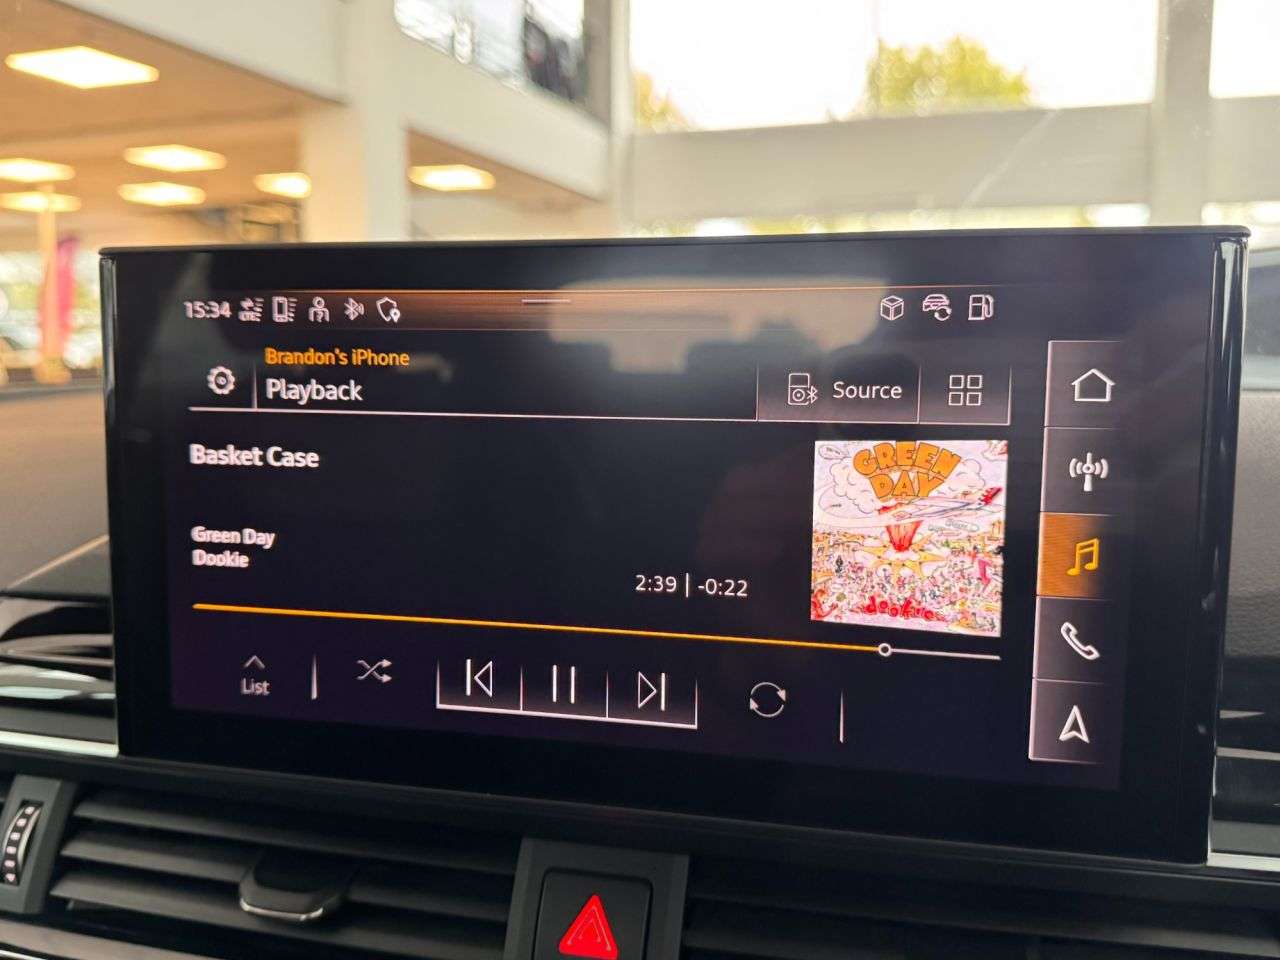 15:34
LTE
Brandon's iPhone
Playback
Source
Basket Case
GREEN
DAY
Green Day
Dookie
2:39 | -0:22
dookie
List